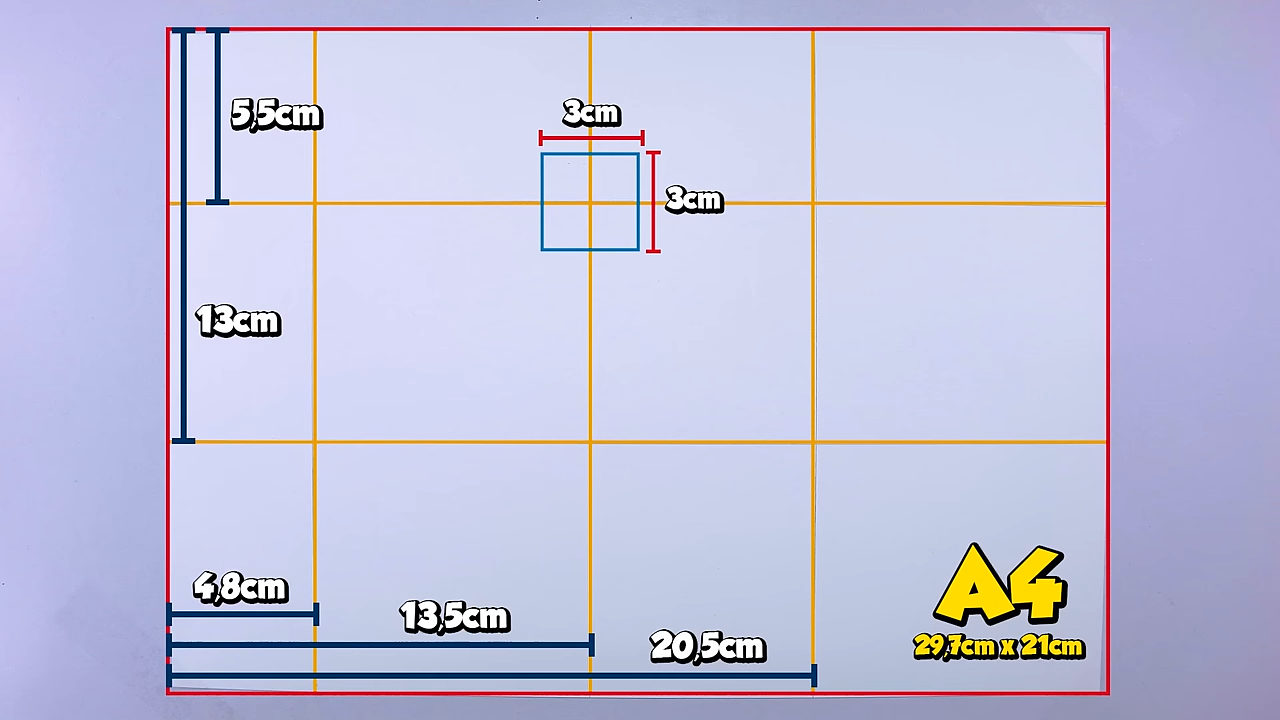 5,5cm
3cm
3cm
13cm
4,8cm
13,5cm
20,5cm
A4
29,7cm x 21cm